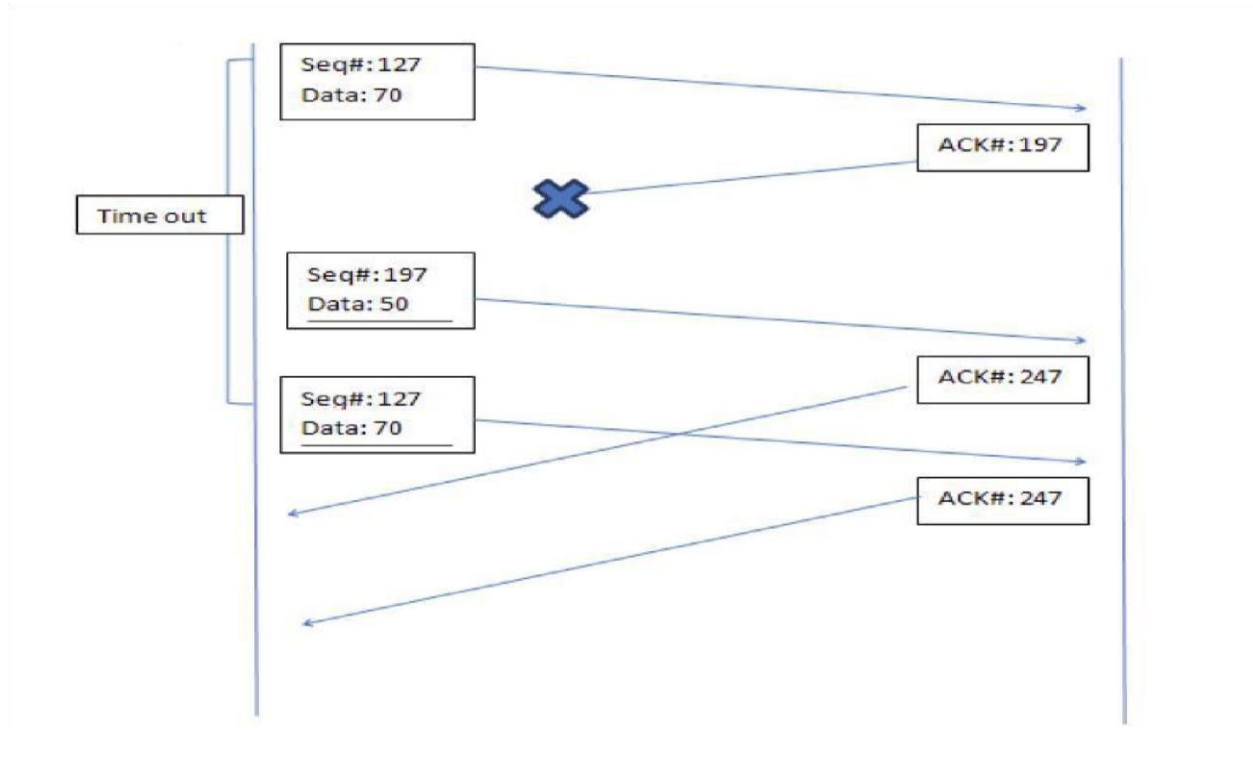 Seq#:127
Data: 70
ACK#:197
Time out
Seq#:197
Data: 50
ACK#:247
Seq#:127
Data: 70
ACK#:247